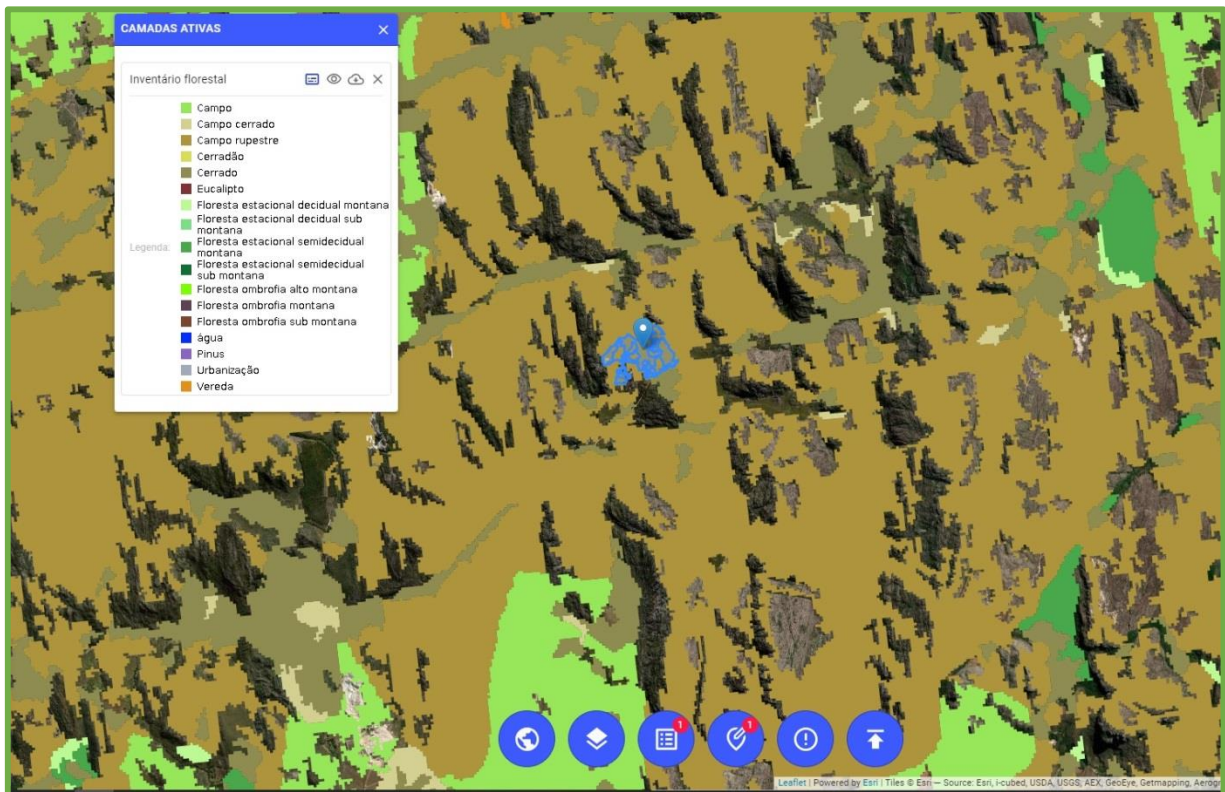 CAMADAS ATIVAS
Inventário florestal
Legenda:
Campo
Campo cerrado
Campo rupestre
Cerradão
Cerrado
Eucalipto
Floresta estacional decidual montana
Floresta estacional decidual sub
montana
Floresta estacional semidecidual
montana
Floresta estacional semidecidual
sub montana
Floresta ombrofia alto montana
Floresta ombrofia montana
Floresta ombrofia sub montana
água
Pinus
Urbanização
Vereda
1
1
Leaflet | Powered by Esri | Tiles © Esri — Source: Esri, i-cubed, USDA, USGS, AEX, GeoEye, Getmapping, Aerogr